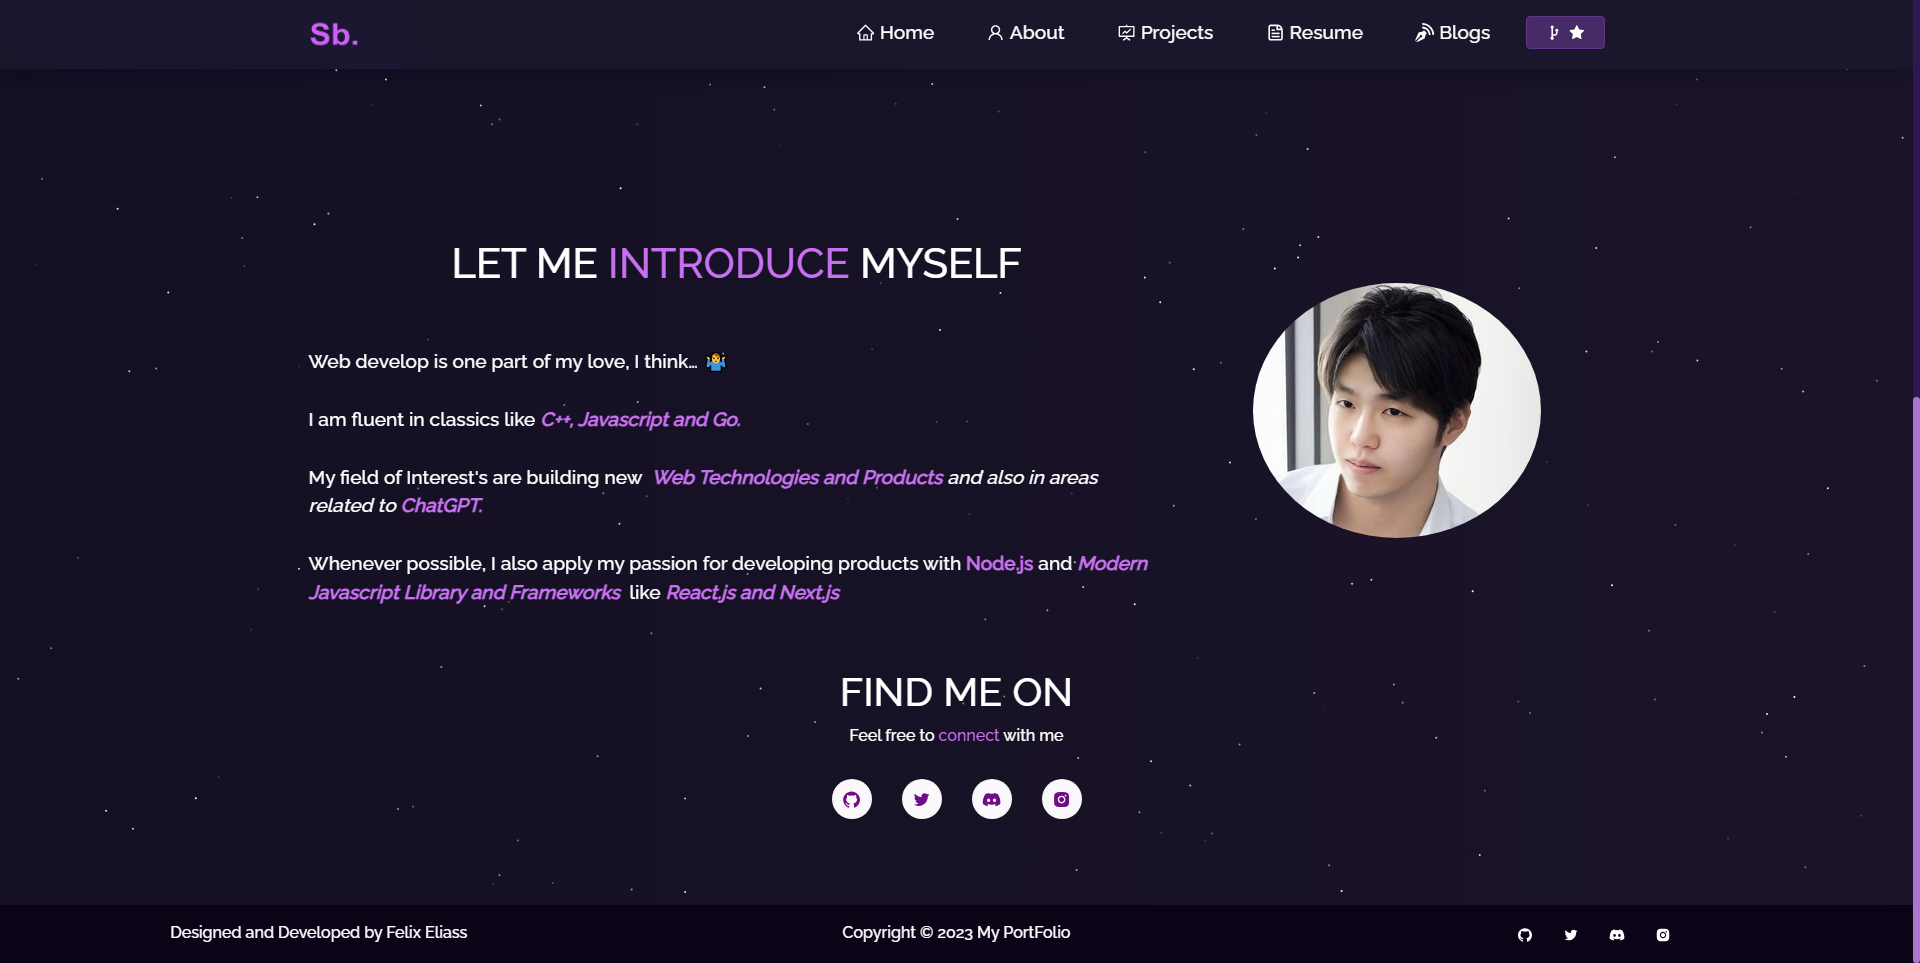 Sb.
Home
About
Projects
Resume
Blogs
LET ME INTRODUCE MYSELF
Web develop is one part of my love, I think… 🤷‍♂️
I am fluent in classics like C++, Javascript and Go.
My field of Interest's are building new Web Technologies and Products and also in areas
related to ChatGPT.
Whenever possible, I also apply my passion for developing products with Node.js and Modern
Javascript Library and Frameworks like React.js and Next.js
FIND ME ON
Feel free to connect with me
Designed and Developed by Felix Eliass
Copyright © 2023 My PortFolio